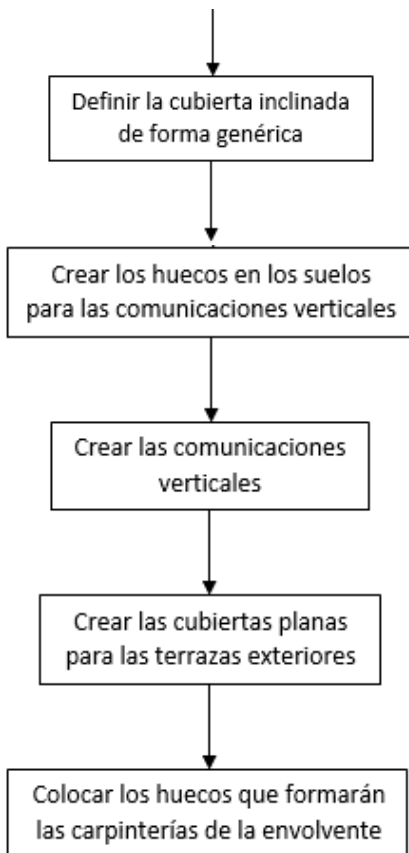 Definir la cubierta inclinada
de forma genérica
Crear los huecos en los suelos
para las comunicaciones verticales
Crear las comunicaciones
verticales
Crear las cubiertas planas
para las terrazas exteriores
Colocar los huecos que formarán
las carpinterías de la envolvente